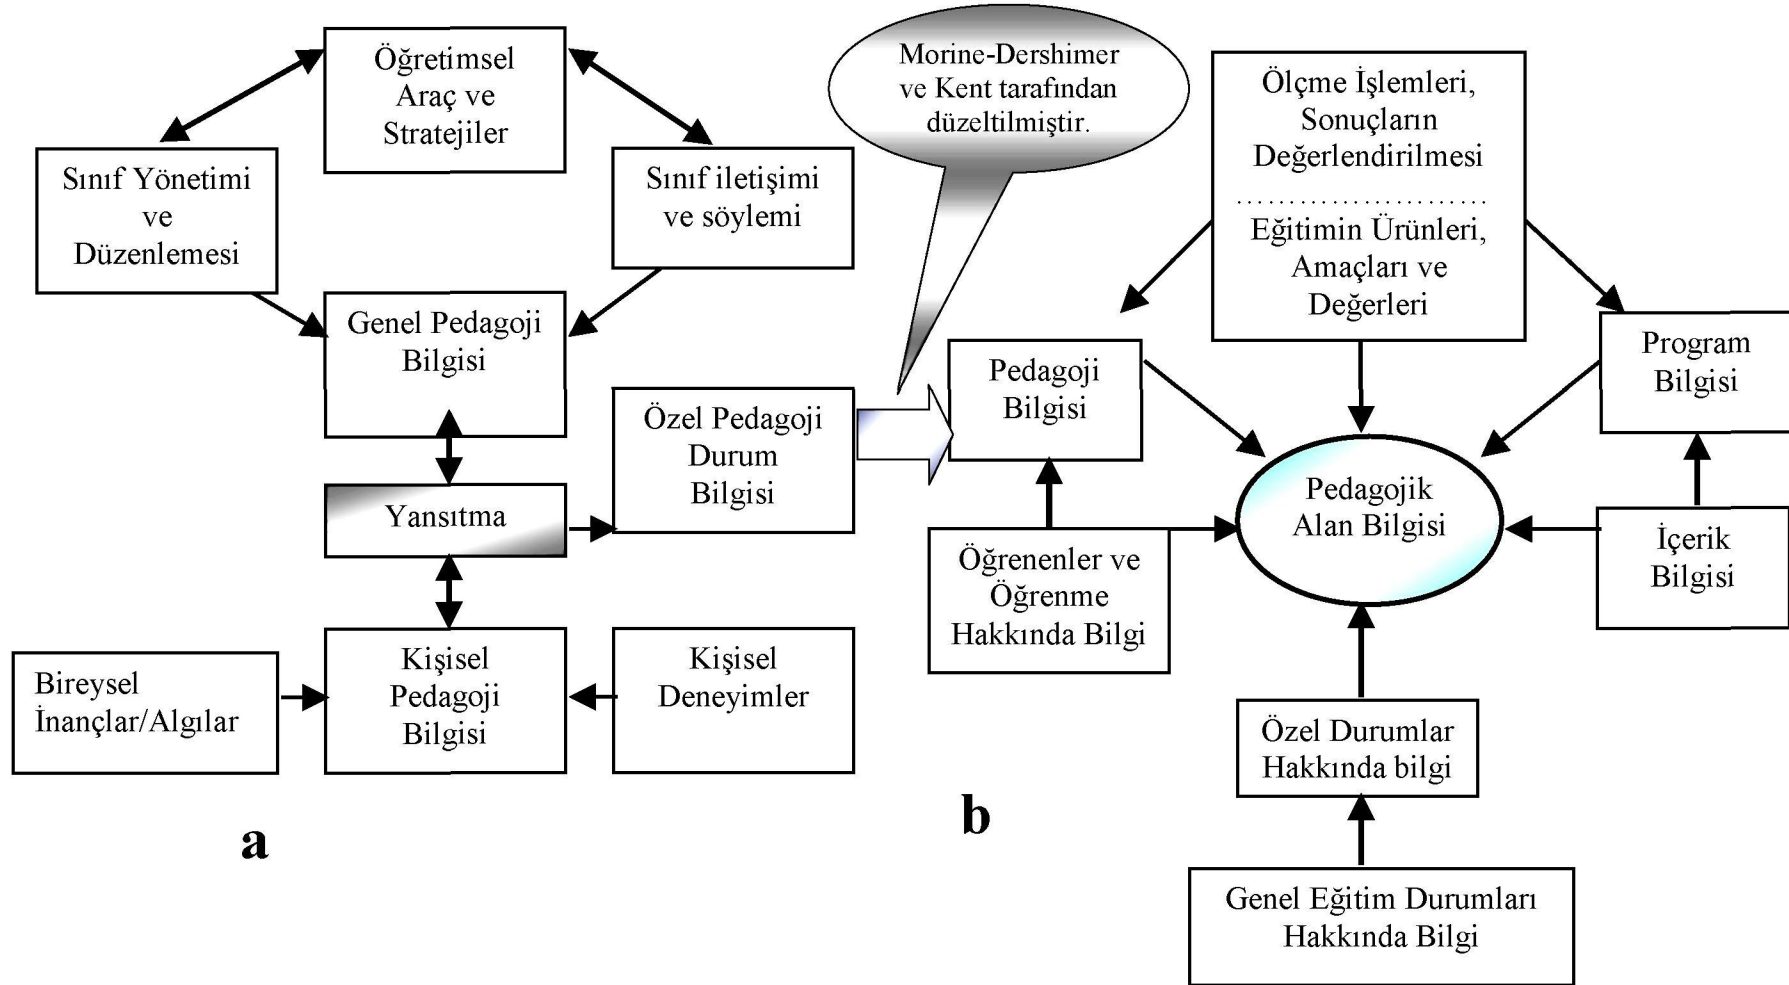 Öğretimsel
Araç ve
Stratejiler
Sınıf Yönetimi
ve
Düzenlemesi
Sınıf iletişimi
ve söylemi
Genel Pedagoji
Bilgisi
Özel Pedagoji
Durum
Bilgisi
Yansıtma
Bireysel
İnançlar/Algılar
Kişisel
Pedagoji
Bilgisi
Kişisel
Deneyimler
a
Morine-Dershimer
ve Kent tarafından
düzeltilmiştir.
Ölçme İşlemleri,
Sonuçların
Değerlendirilmesi
........................
Eğitimin Ürünleri,
Amaçları ve
Değerleri
Pedagoji
Bilgisi
Program
Bilgisi
Pedagojik
Alan Bilgisi
Öğrenenler ve
Öğrenme
Hakkında Bilgi
İçerik
Bilgisi
Özel Durumlar
Hakkında bilgi
b
Genel Eğitim Durumları
Hakkında Bilgi